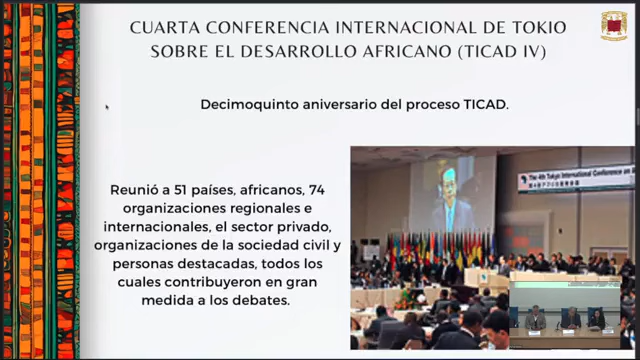 CUARTA CONFERENCIA INTERNACIONAL DE TOKIO
SOBRE EL DESARROLLO AFRICANO (TICAD IV)
Decimoquinto aniversario del proceso TICAD.
Reunió a 51 países, africanos, 74
organizaciones regionales e
internacionales, el sector privado,
organizaciones de la sociedad civil y
personas destacadas, todos los
cuales contribuyeron en gran
medida a los debates.
The 4th Tokyo International Conference on